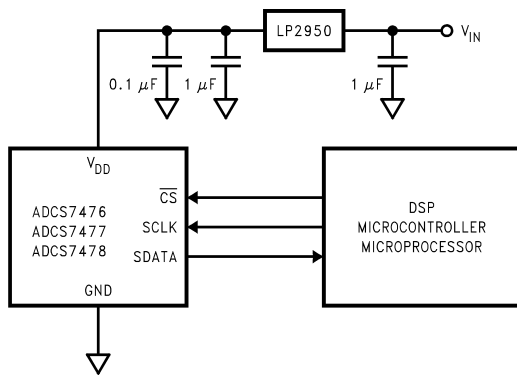 LP2950
V_IN
0.1 μF
1 μF
1 μF
V_DD
CS
ADCS7476
ADCS7477
ADCS7478
SCLK
SDATA
GND
DSP
MICROCONTROLLER
MICROPROCESSOR